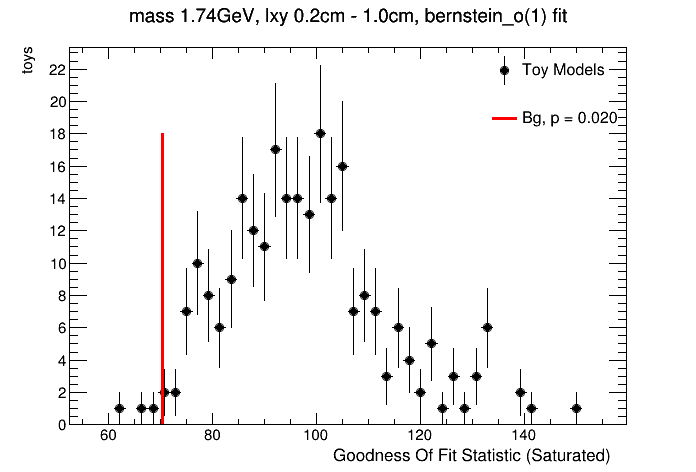 mass 1.74GeV, lxy 0.2cm - 1.0cm, bernstein_o(1) fit
toys
22
20
18
16
14
12
10
8
6
4
2
0
Toy Models
Bg, p = 0.020
60 80 100 120 140
Goodness Of Fit Statistic (Saturated)